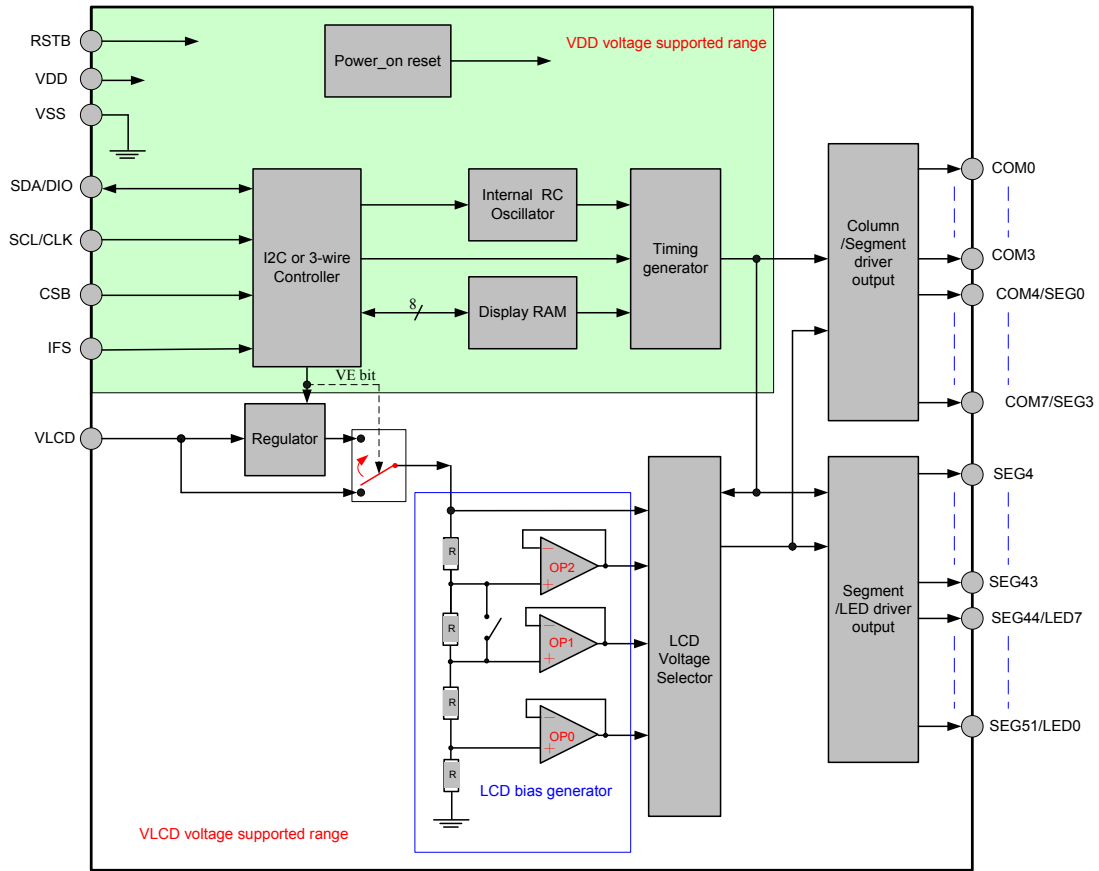 RSTB
VDD
VSS
SDA/DIO
SCL/CLK
CSB
IFS
VLCD
Power_on reset
VDD voltage supported range
I2C or 3-wire
Controller
Internal RC
Oscillator
8
Display RAM
Timing
generator
VE bit
Regulator
R
R
R
R
OP2
OP1
OP0
−
+
−
+
−
+
LCD bias generator
VLCD voltage supported range
LCD
Voltage
Selector
Column
/Segment
driver
output
Segment
/LED driver
output
COM0
COM3
COM4/SEG0
COM7/SEG3
SEG4
SEG43
SEG44/LED7
SEG51/LED0